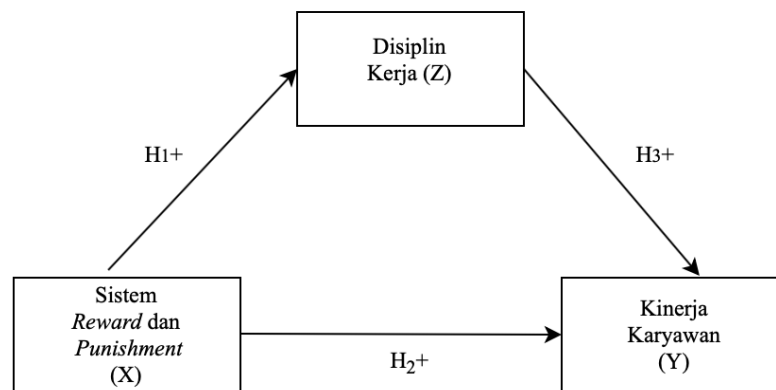 Disiplin
Kerja (Z)
H1+
H3+
Sistem
Reward dan
Punishment
(X)
H2+
Kinerja
Karyawan
(Y)